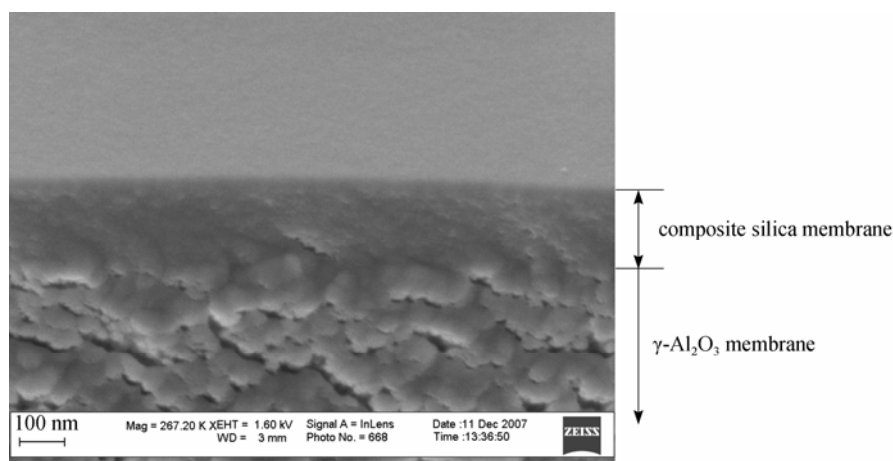 composite silica membrane
γ-Al₂O₃ membrane
100 nm
Mag = 267.20 K X EHT = 1.60 kV Signal A = InLens Date :11 Dec 2007
WD = 3 mm Photo No. = 668 Time :13:36:50
ZEISS